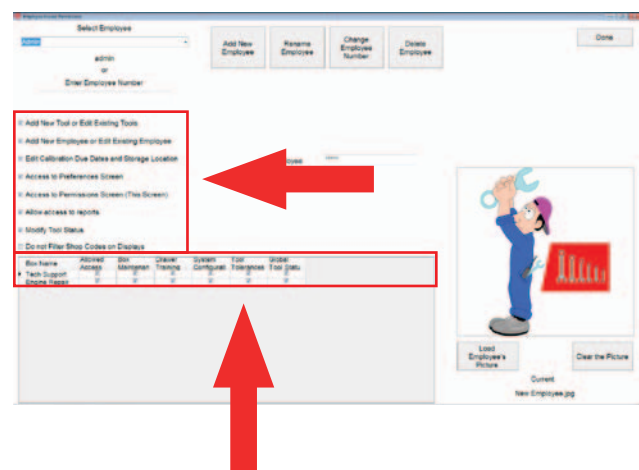 Select Employee
Done
Admin
Add New
Employee
Rename
Employee
Change
Employee
Number
Delete
Employee
admin
or
Enter Employee Number
Add New Tool or Edit Existing Tools
Add New Employee or Edit Existing Employee
Edit Calibration Due Dates and Storage Location
Access to Preferences Screen
Access to Permissions Screen (This Screen)
Allow access to reports
Modify Tool Status
Do not Filter Shop Codes on Displays
Box Name
Allowed
Access
Box
Maintenan
Drawer
Training
System
Configurati
Tool
Tolerances
Global
Tool Statu
Tech Support
Engine Repair
Load
Employee's
Picture
Clear the Picture
Current
New Employee.jpg